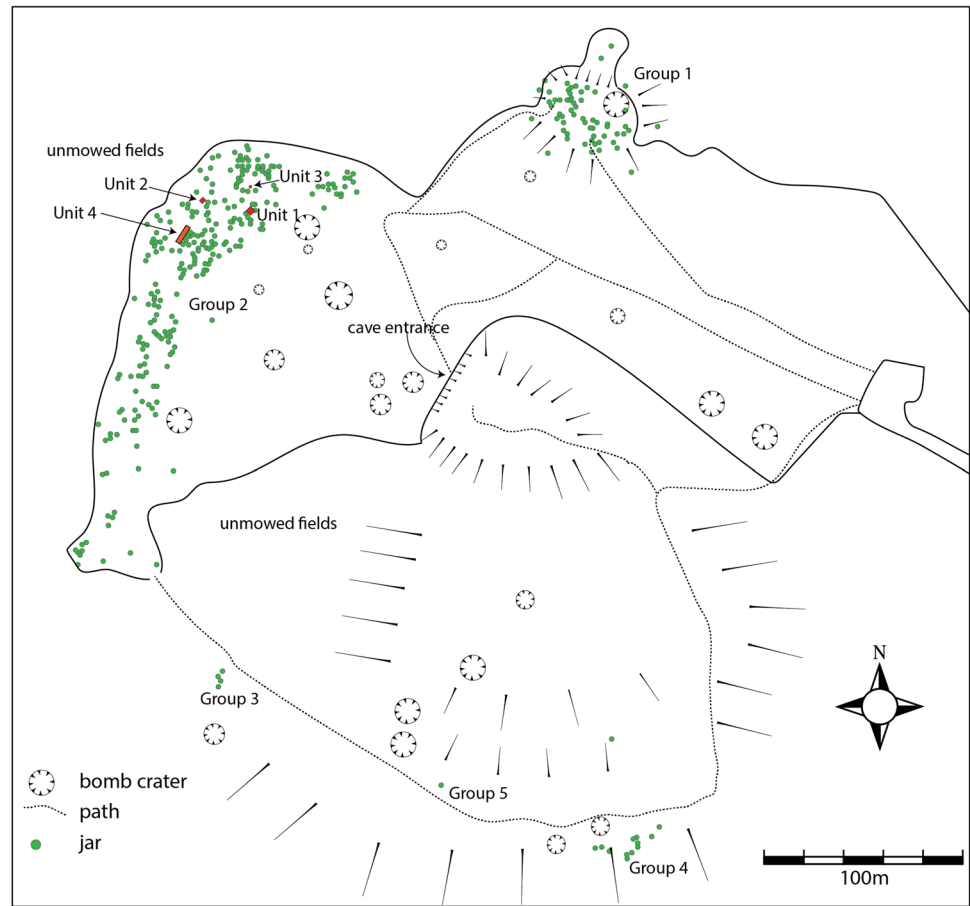 Group 1
unmowed fields
Unit 3
Unit 2
Unit 1
Unit 4
Group 2
cave entrance
unmowed fields
N
Group 3
bomb crater
Group 5
path
jar
Group 4
100m